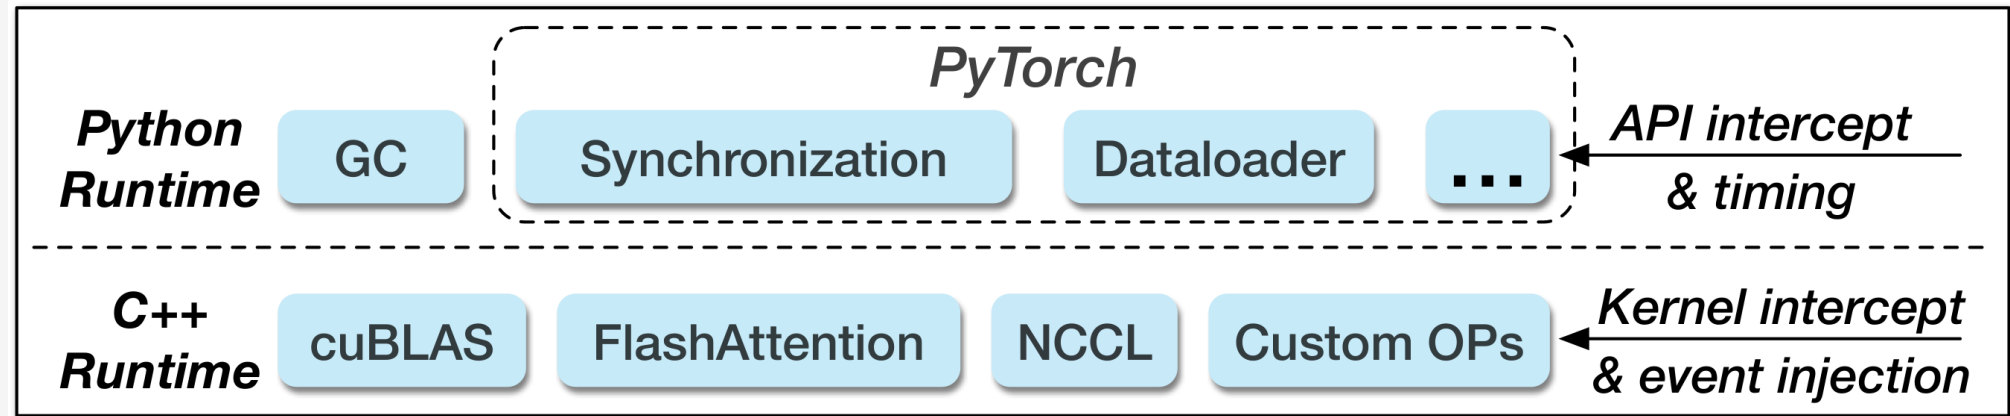 PyTorch
Python
Runtime
GC
Synchronization
Dataloader
...
API intercept
& timing
C++
Runtime
cuBLAS
FlashAttention
NCCL
Custom OPs
Kernel intercept
& event injection